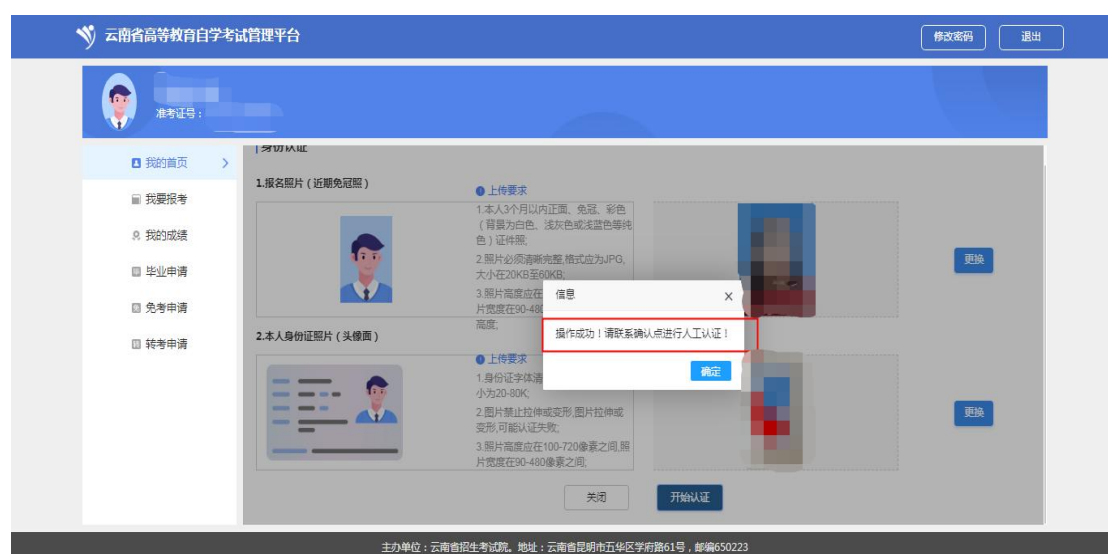 云南省高等教育自学考试管理平台
修改密码
退出
准考证号：
我的首页
我要报考
我的成绩
毕业申请
免考申请
转考申请
身份认证
1.报名照片（近期免冠照）
上传要求
1.本人3个月以内正面、免冠、彩色
（背景为白色、浅灰色或浅蓝色等纯
色）证件照;
2.照片必须清晰完整,格式应为JPG,
大小在20KB至60KB;
3.照片高度应在
片宽度在90-480
高度;
更换
信息
操作成功！请联系确认点进行人工认证！
确定
2.本人身份证照片（头像面）
上传要求
1.身份证字体清
小为20-80K;
2.图片禁止拉伸或变形,图片拉伸或
变形,可能认证失败;
3.照片高度应在100-720像素之间,照
片宽度在90-480像素之间;
更换
关闭
开始认证
主办单位：云南省招生考试院。地址：云南省昆明市五华区学府路61号，邮编650223